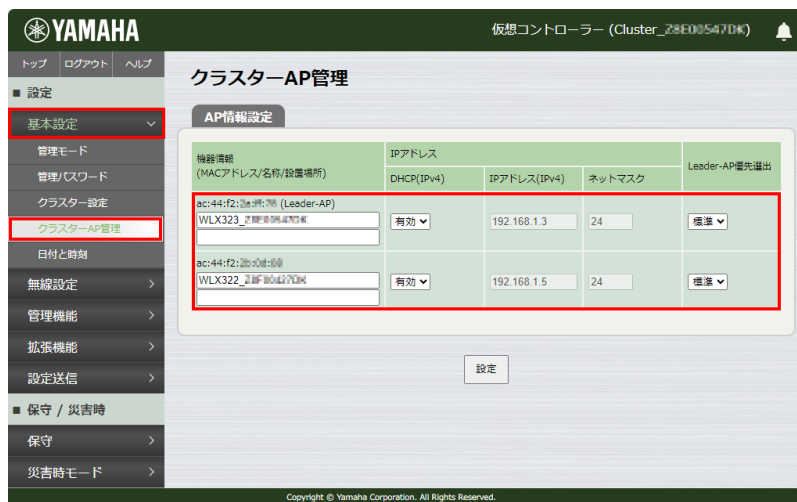 YAMAHA
仮想コントローラー (Cluster_
トップ ログアウト ヘルプ
■ 設定
基本設定
管理モード
管理パスワード
クラスター設定
クラスターAP管理
日付と時刻
無線設定
管理機能
拡張機能
設定送信
■ 保守 / 災害時
保守
災害時モード
クラスターAP管理
AP情報設定
機器情報
(MACアドレス/名称/設置場所)
IPアドレス
Leader-AP優先選出
DHCP(IPv4) IPアドレス(IPv4) ネットマスク
ac:44:f2: (Leader-AP)
WLX323_
有効 192.168.1.3 24 標準
ac:44:f2:
WLX322_
有効 192.168.1.5 24 標準
設定
Copyright © Yamaha Corporation. All Rights Reserved.